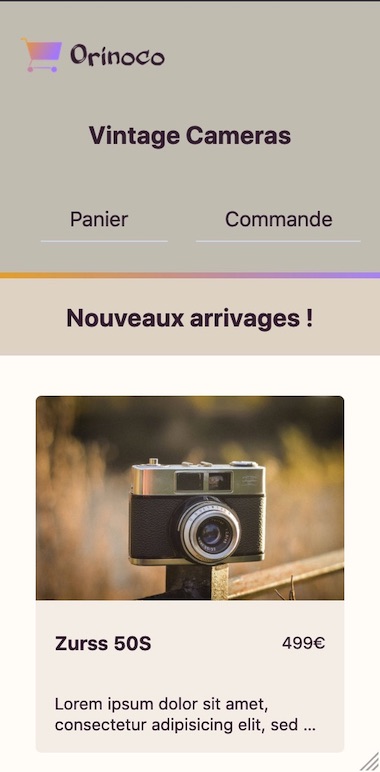 Orinoco
Vintage Cameras
Panier Commande
Nouveaux arrivages !
Zurss 50S 499€
Lorem ipsum dolor sit amet,
consectetur adipisicing elit, sed ...